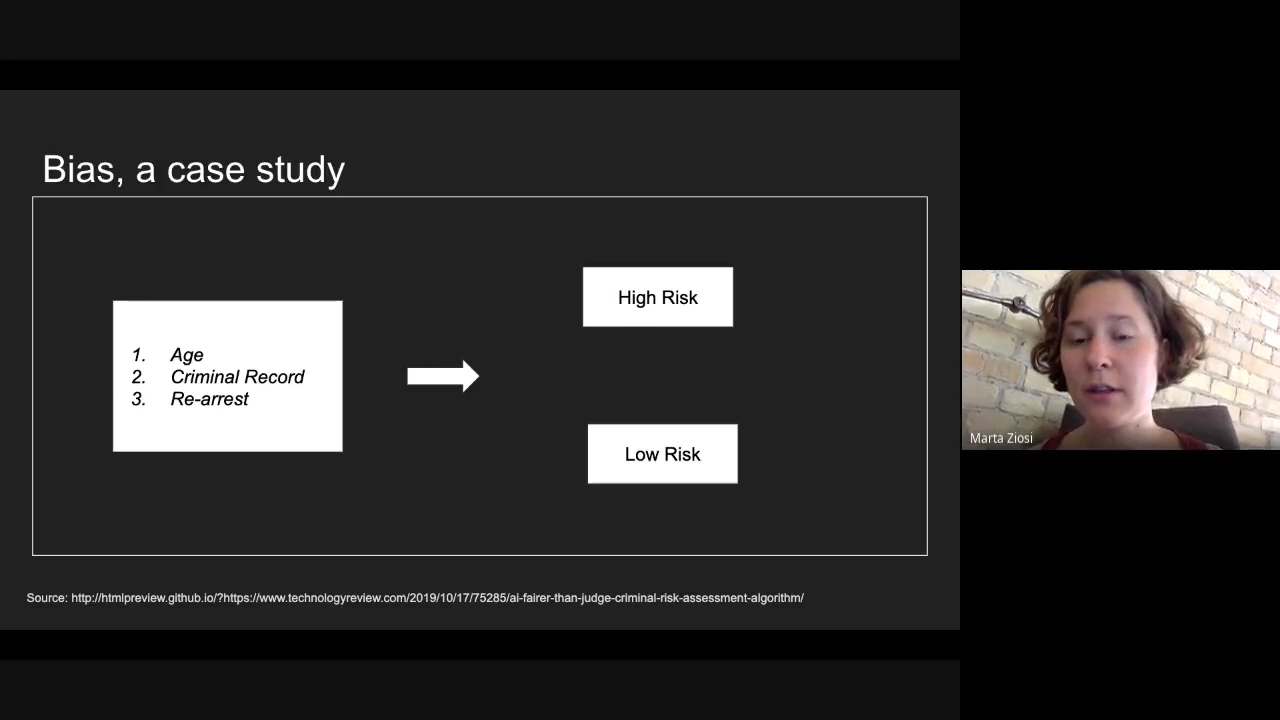 Bias, a case study
1. Age
2. Criminal Record
3. Re-arrest
High Risk
Low Risk
Source: http://htmlpreview.github.io/?https://www.technologyreview.com/2019/10/17/75285/ai-fairer-than-judge-criminal-risk-assessment-algorithm/
Marta Ziosi